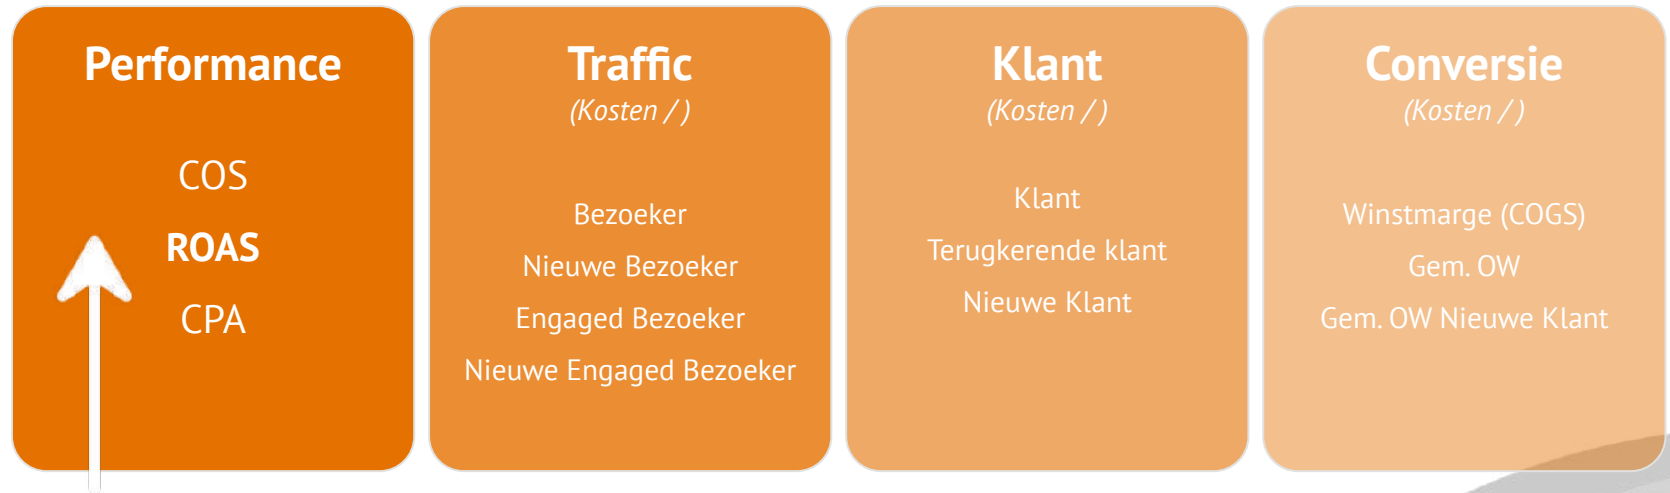 Performance
COS
ROAS
CPA
Traffic
(Kosten / )
Bezoeker
Nieuwe Bezoeker
Engaged Bezoeker
Nieuwe Engaged Bezoeker
Klant
(Kosten / )
Klant
Terugkerende klant
Nieuwe Klant
Conversie
(Kosten / )
Winstmarge (COGS)
Gem. OW
Gem. OW Nieuwe Klant